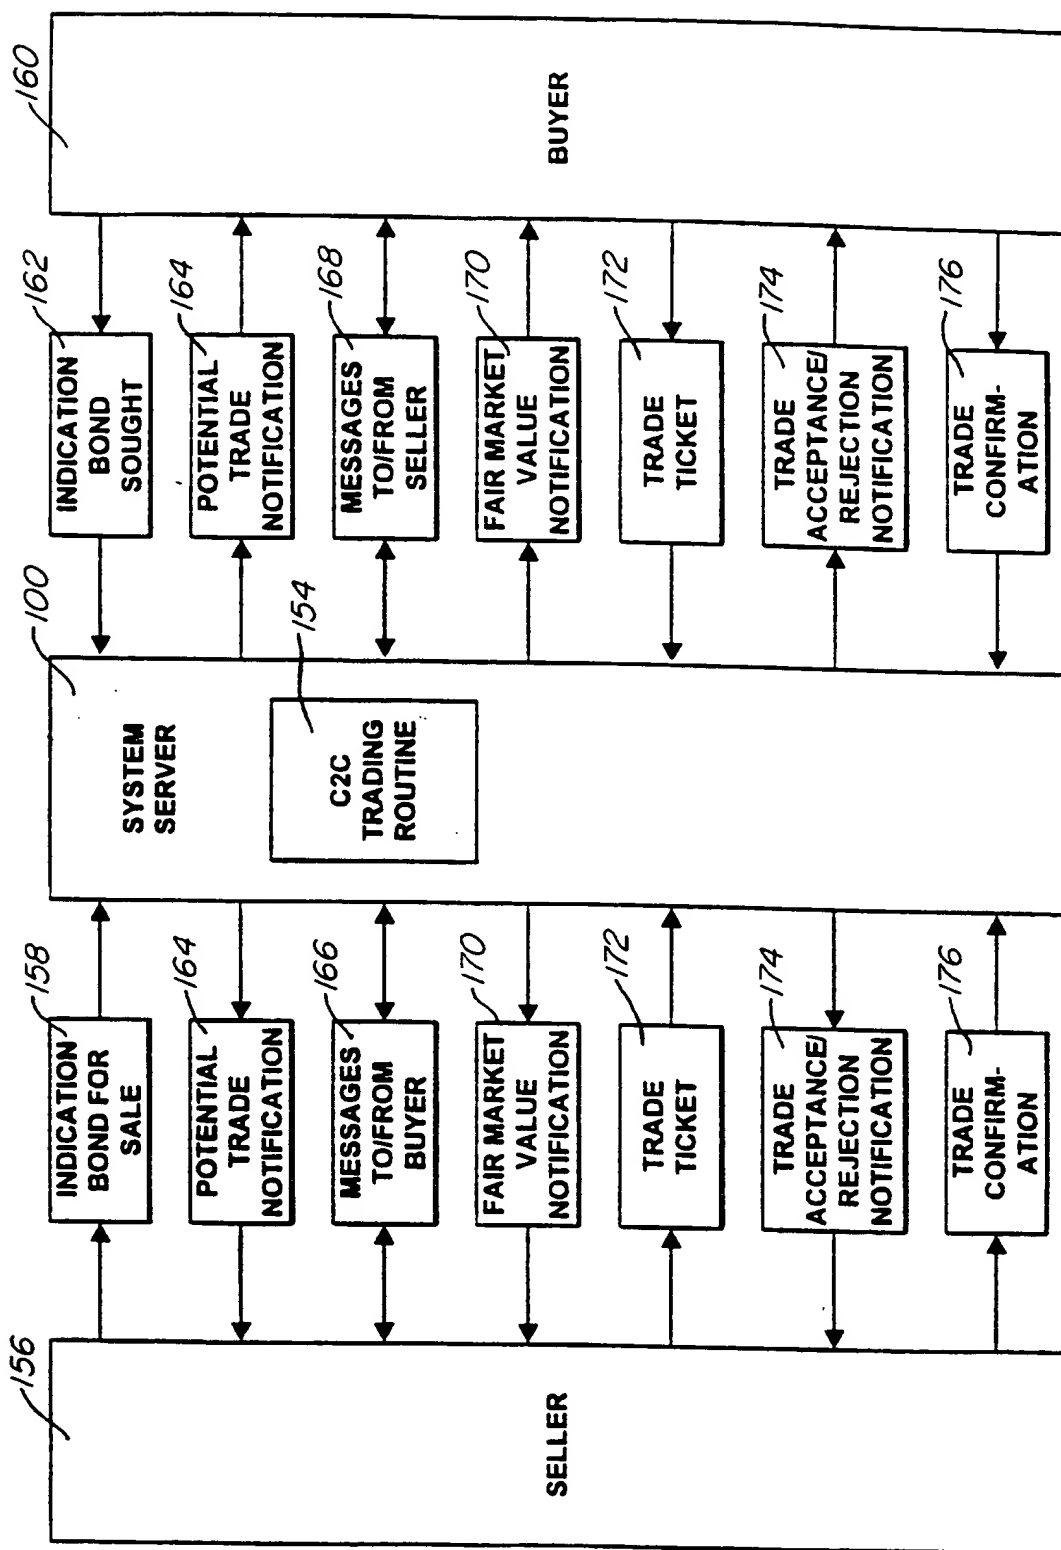 156
SELLER
158
INDICATION
BOND FOR
SALE
164
POTENTIAL
TRADE
NOTIFICATION
166
MESSAGES
TO/FROM
BUYER
170
FAIR MARKET
VALUE
NOTIFICATION
172
TRADE
TICKET
174
TRADE
ACCEPTANCE/
REJECTION
NOTIFICATION
176
TRADE
CONFIRM-
ATION
100
SYSTEM
SERVER
154
C2C
TRADING
ROUTINE
162
INDICATION
BOND
SOUGHT
164
POTENTIAL
TRADE
NOTIFICATION
168
MESSAGES
TO/FROM
SELLER
170
FAIR MARKET
VALUE
NOTIFICATION
172
TRADE
TICKET
174
TRADE
ACCEPTANCE/
REJECTION
NOTIFICATION
176
TRADE
CONFIRM-
ATION
160
BUYER